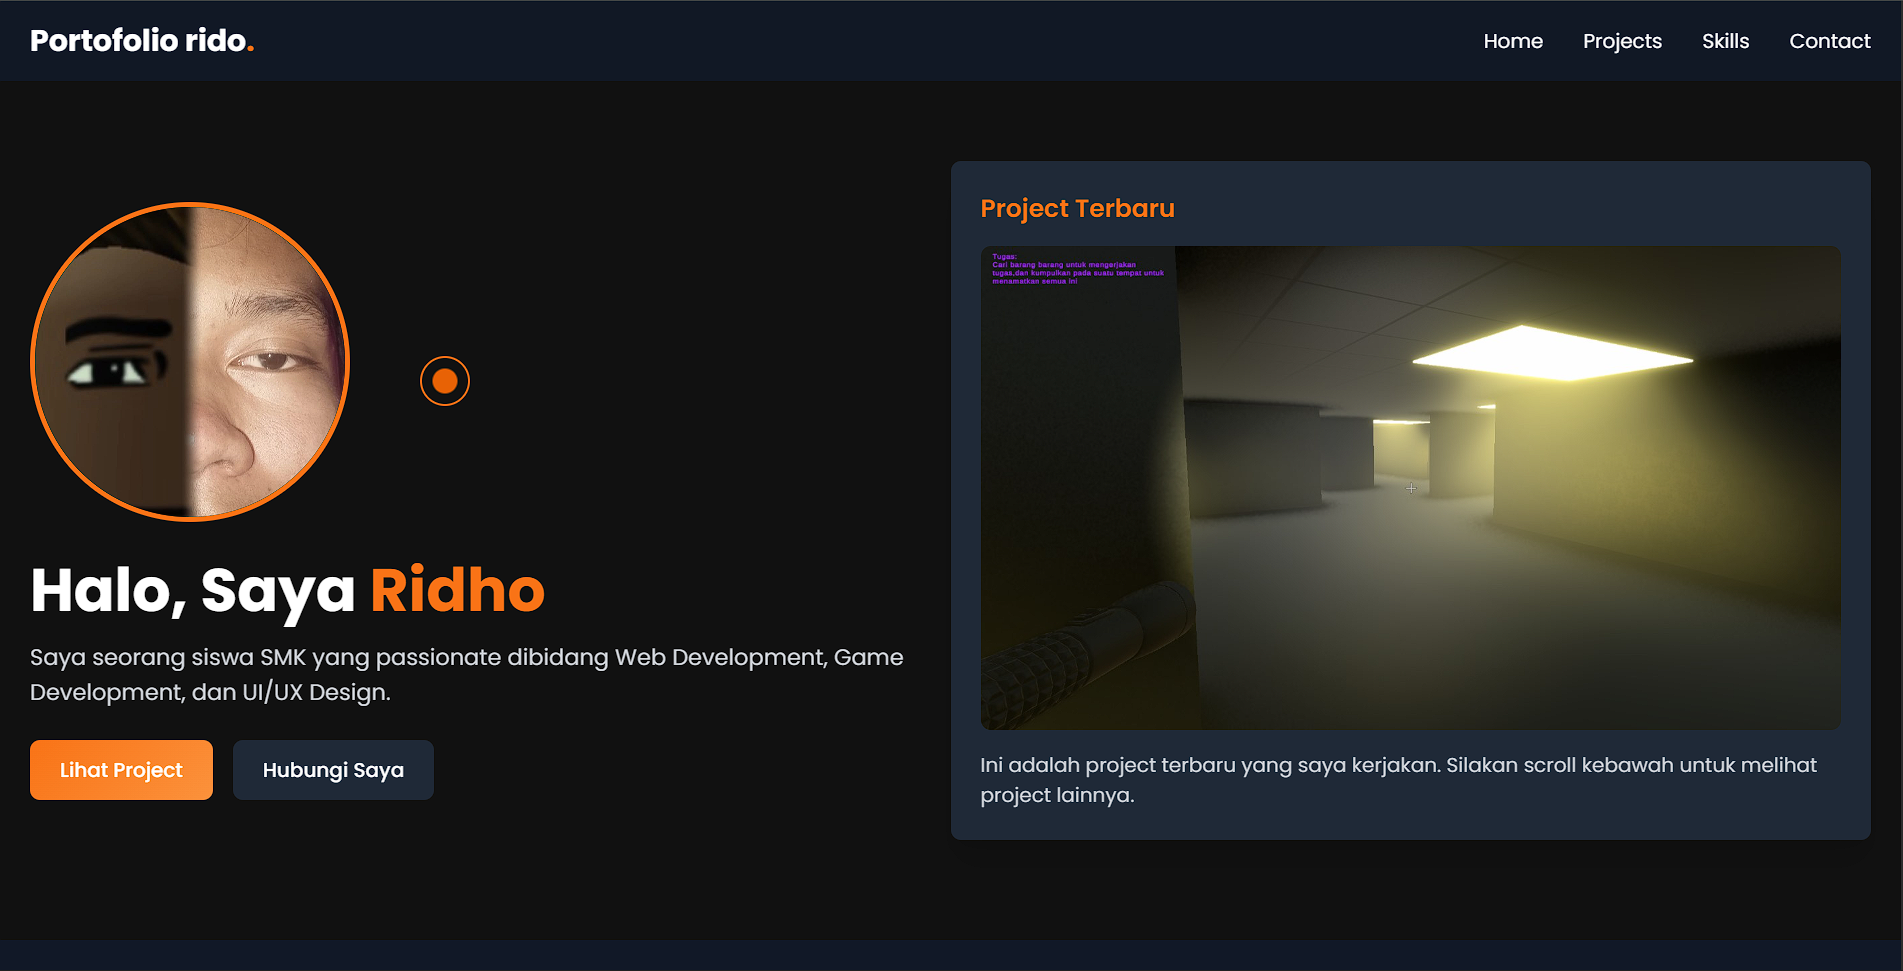 Portofolio rido.
Home Projects Skills Contact
Halo, Saya Ridho
Saya seorang siswa SMK yang passionate dibidang Web Development, Game
Development, dan UI/UX Design.
Lihat Project Hubungi Saya
Project Terbaru
Tugas:
Cari barang barang untuk mengerjakan
tugas,dan kumpulkan pada suatu tempat untuk
menamatkan semua ini
Ini adalah project terbaru yang saya kerjakan. Silakan scroll kebawah untuk melihat
project lainnya.